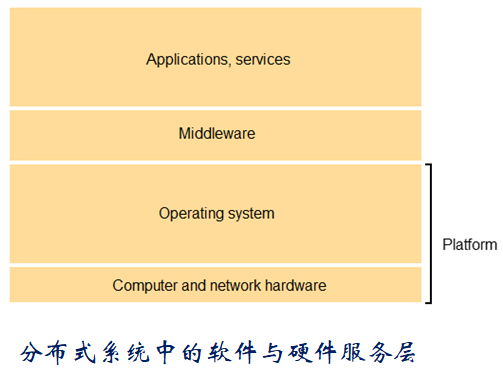 Applications, services
Middleware
Operating system
Platform
Computer and network hardware
分布式系统中的软件与硬件服务层